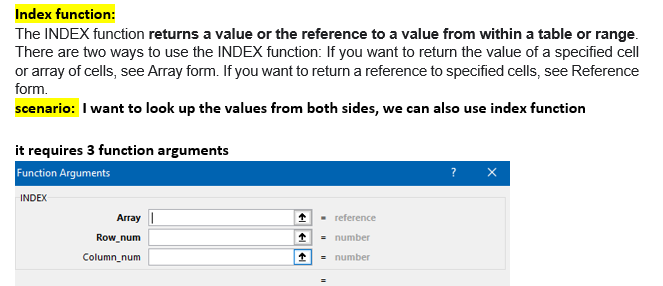 Index function:
The INDEX function returns a value or the reference to a value from within a table or range.
There are two ways to use the INDEX function: If you want to return the value of a specified cell
or array of cells, see Array form. If you want to return a reference to specified cells, see Reference
form.
scenario: I want to look up the values from both sides, we can also use index function
it requires 3 function arguments
Function Arguments ? ×
INDEX
Array = reference
Row_num = number
Column_num = number
=